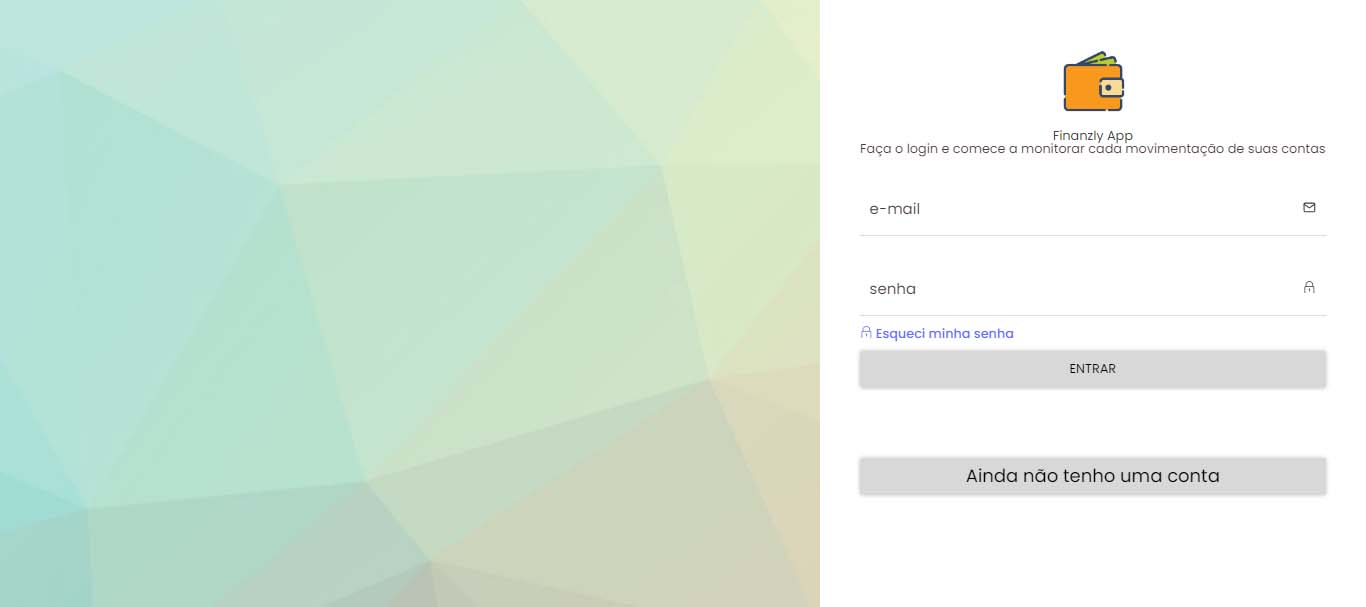 Finanzly App
Faça o login e comece a monitorar cada movimentação de suas contas
e-mail
senha
Esqueci minha senha
ENTRAR
Ainda não tenho uma conta